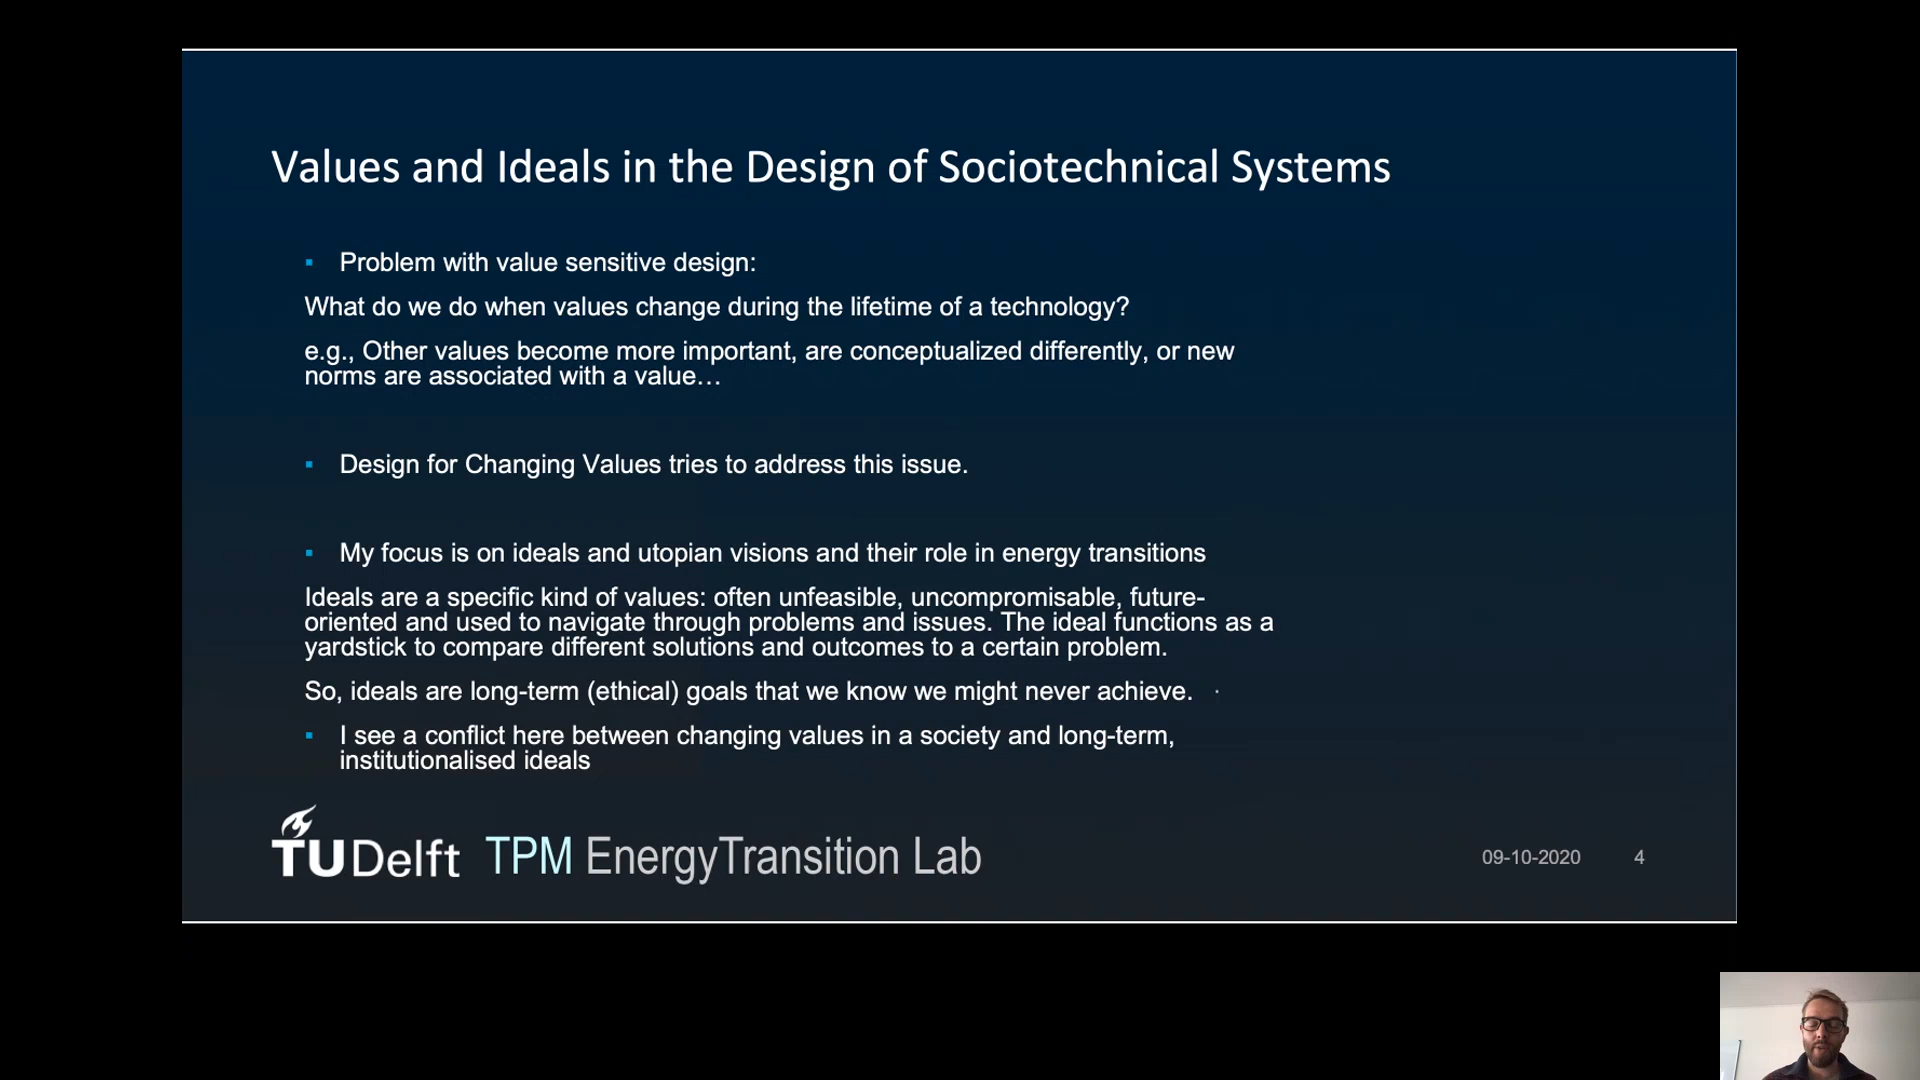 Values and Ideals in the Design of Sociotechnical Systems
▪ Problem with value sensitive design:
What do we do when values change during the lifetime of a technology?
e.g., Other values become more important, are conceptualized differently, or new
norms are associated with a value…
▪ Design for Changing Values tries to address this issue.
▪ My focus is on ideals and utopian visions and their role in energy transitions
Ideals are a specific kind of values: often unfeasible, uncompromisable, future-
oriented and used to navigate through problems and issues. The ideal functions as a
yardstick to compare different solutions and outcomes to a certain problem.
So, ideals are long-term (ethical) goals that we know we might never achieve.
▪ I see a conflict here between changing values in a society and long-term,
institutionalised ideals
TUDelft TPM EnergyTransition Lab
09-10-2020 4